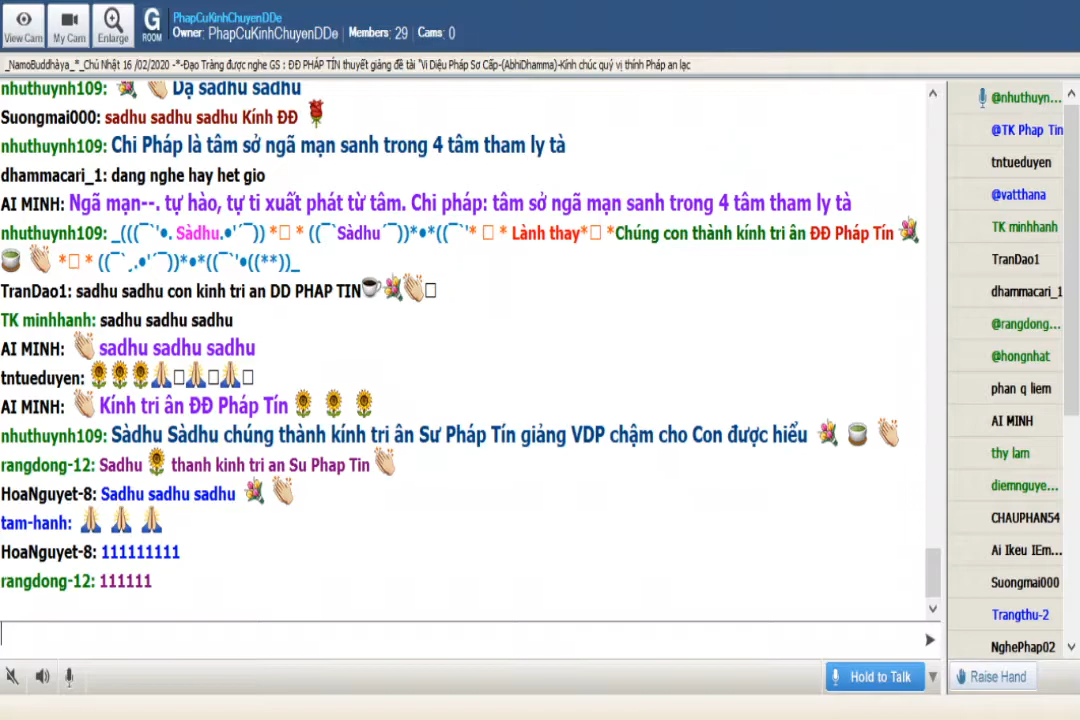 PhapCuKinhChuyenDDe
Owner: PhapCuKinhChuyenDDe | Members: 29 | Cams: 0
View Cam My Cam Enlarge G ROOM
_NamoBuddhàya_*_Chủ Nhật 16 /02/2020 -*-Đạo Tràng được nghe GS : ĐĐ PHÁP TÍN thuyết giảng đề tài "Vi Diệu Pháp Sơ Cấp-(AbhiDhamma)-Kính chúc quý vị thính Pháp an lạc
nhuthuynh109: Dạ sadhu sadhu
Suongmai000: sadhu sadhu sadhu Kính ĐĐ
nhuthuynh109: Chi Pháp là tâm sở ngã mạn sanh trong 4 tâm tham ly tà
dhammacari_1: dang nghe hay het gio
AI MINH: Ngã mạn--. tự hào, tự ti xuất phát từ tâm. Chi pháp: tâm sở ngã mạn sanh trong 4 tâm tham ly tà
nhuthuynh109: _(((¯`'•. Sàdhu.•'´¯)) *□ * ((¯`Sàdhu´¯))*•*((¯`'* □ * Lành thay*□ *Chúng con thành kính tri ân ĐĐ Pháp Tín
*□ * ((¯`¸.•'´¯))*•*((¯`'•((**))_
TranDao1: sadhu sadhu con kinh tri an DD PHAP TIN
TK minhhanh: sadhu sadhu sadhu
AI MINH: sadhu sadhu sadhu
tntueduyen:
AI MINH: Kính tri ân ĐĐ Pháp Tín
nhuthuynh109: Sàdhu Sàdhu chúng thành kính tri ân Sư Pháp Tín giảng VDP chậm cho Con được hiểu
rangdong-12: Sadhu thanh kinh tri an Su Phap Tin
HoaNguyet-8: Sadhu sadhu sadhu
tam-hanh:
HoaNguyet-8: 111111111
rangdong-12: 111111
@nhuthuyn...
@TK Phap Tin
tntueduyen
@vatthana
TK minhhanh
TranDao1
dhammacari_1
@rangdong...
@hongnhat
phan q liem
AI MINH
thy lam
diemnguye...
CHAUPHAN54
Ai Ikeu IEm...
Suongmai000
Trangthu-2
NghePhap02
Hold to Talk
Raise Hand